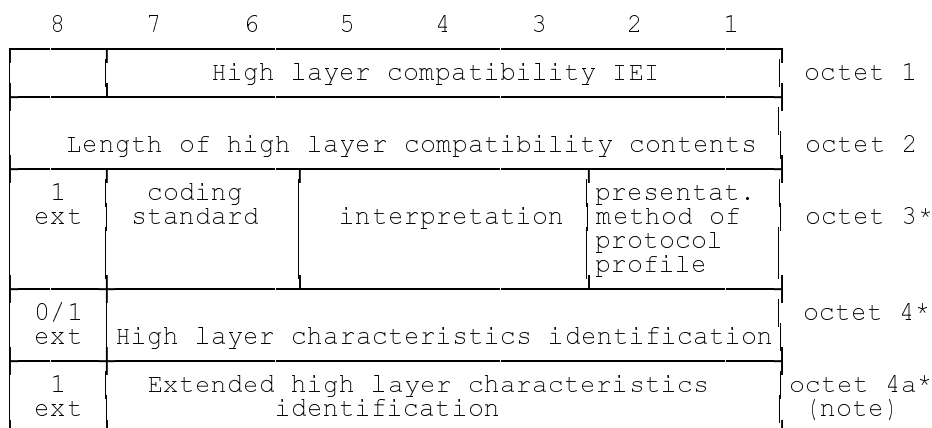 8 7 6 5 4 3 2 1
High layer compatibility IEI octet 1
Length of high layer compatibility contents octet 2
1 coding presentat.
ext standard interpretation method of octet 3*
protocol
profile
0/1 octet 4*
ext High layer characteristics identification
1 Extended high layer characteristics octet 4a*
ext identification (note)